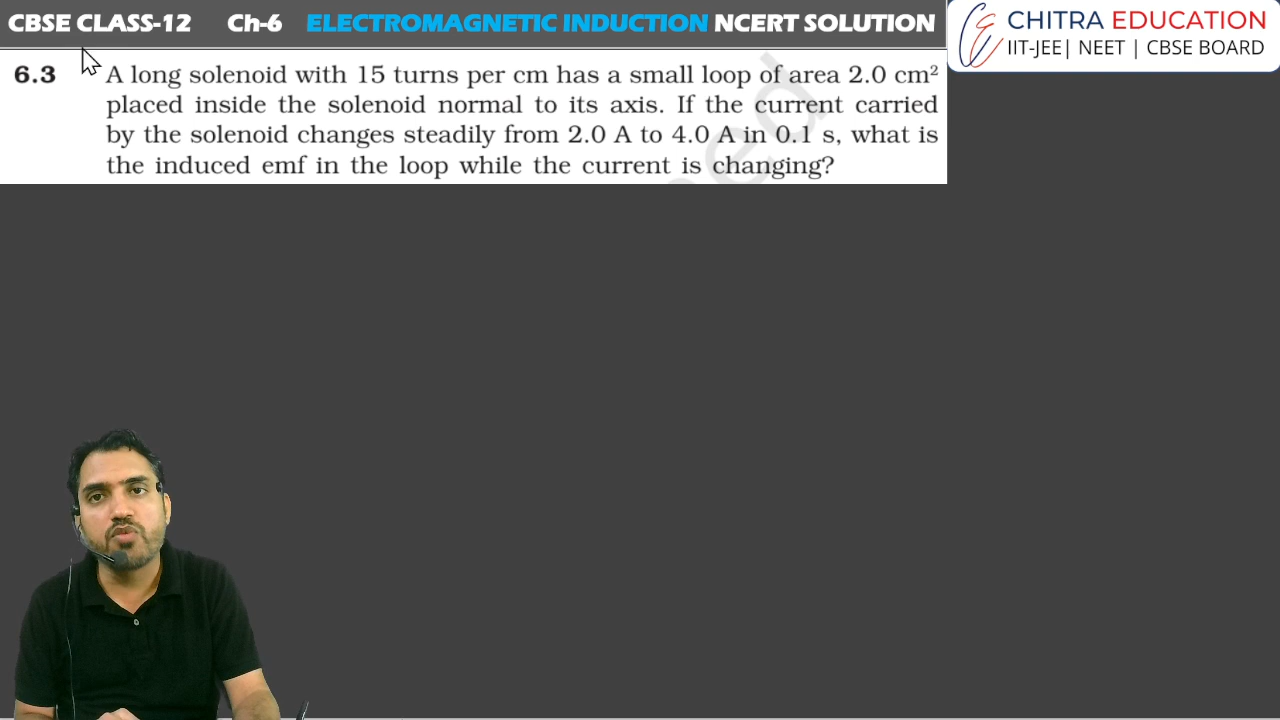 CBSE CLASS-12 Ch-6 ELECTROMAGNETIC INDUCTION NCERT SOLUTION
CHITRA EDUCATION
IIT-JEE| NEET | CBSE BOARD
6.3 A long solenoid with 15 turns per cm has a small loop of area 2.0 cm²
placed inside the solenoid normal to its axis. If the current carried
by the solenoid changes steadily from 2.0 A to 4.0 A in 0.1 s, what is
the induced emf in the loop while the current is changing?